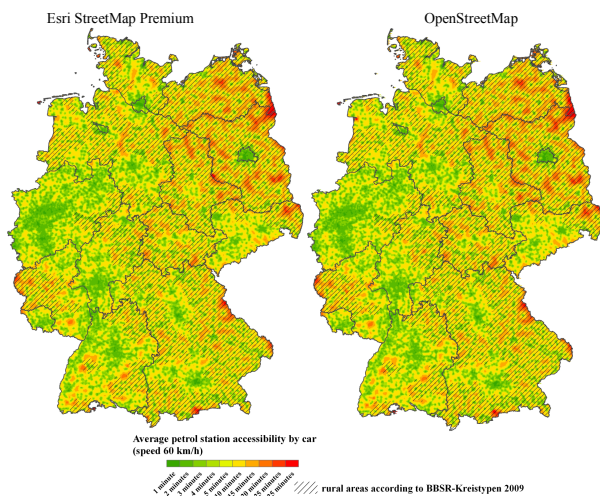 Esri StreetMap Premium
OpenStreetMap
Average petrol station accessibility by car
(speed 60 km/h)
1 minute
2 minutes
3 minutes
4 minutes
5 minutes
10 minutes
15 minutes
20 minutes
25 minutes
>25 minutes
rural areas according to BBSR-Kreistypen 2009